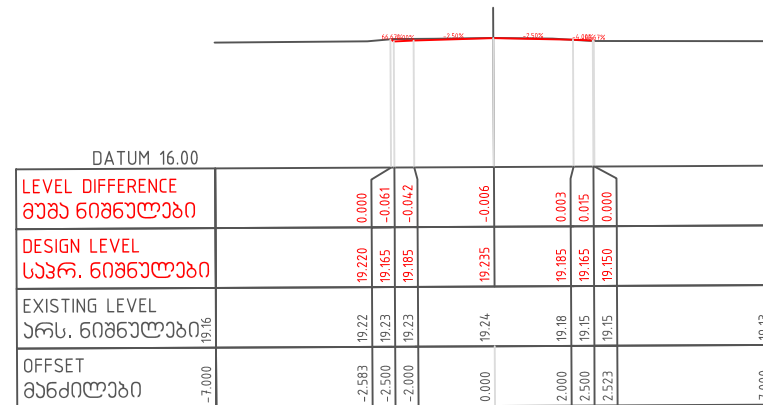 -2.50% -2.50% -4.00%
DATUM 16.00
LEVEL DIFFERENCE
მუშა ნიშნულები
0.000 -0.061 -0.042 -0.006 0.003 0.015 0.000
DESIGN LEVEL
საპრ. ნიშნულები
19.220 19.165 19.185 19.235 19.185 19.165 19.150
EXISTING LEVEL
არს. ნიშნულები
19.16 19.22 19.23 19.23 19.24 19.18 19.15 19.15 19.13
OFFSET
მანძილები
-7.000 -2.583 -2.500 -2.000 0.000 2.000 2.500 2.523 7.000